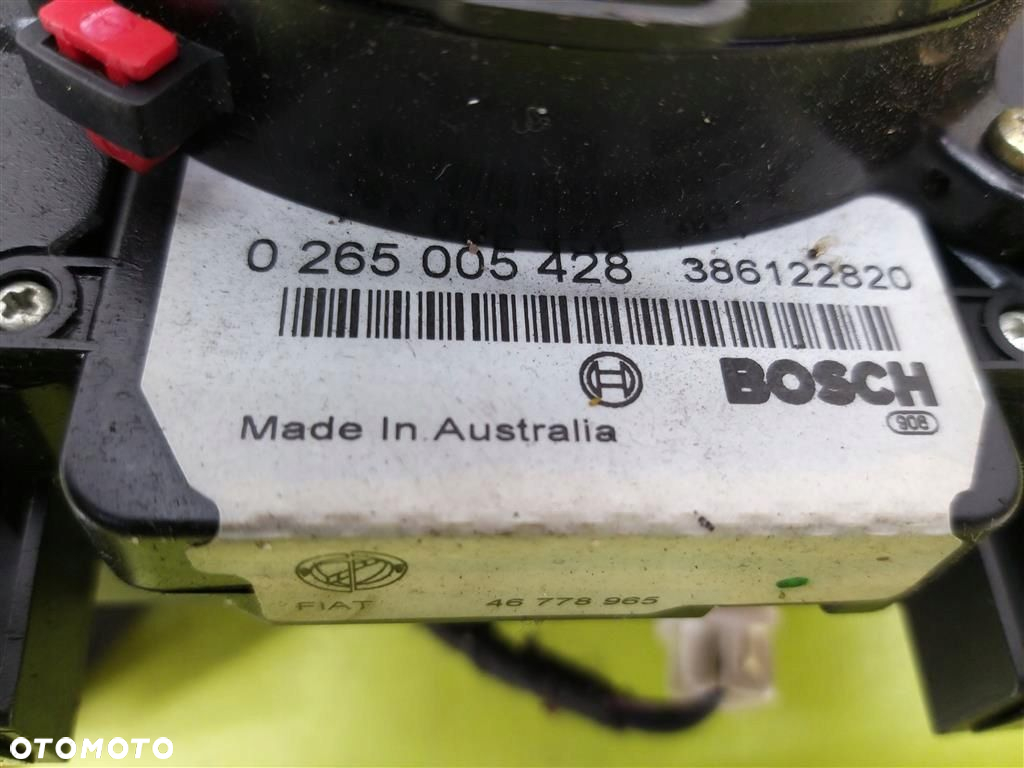 0 265 005 428 386122820
BOSCH
906
Made In Australia
FIAT 46 778 965
OTOMOTO